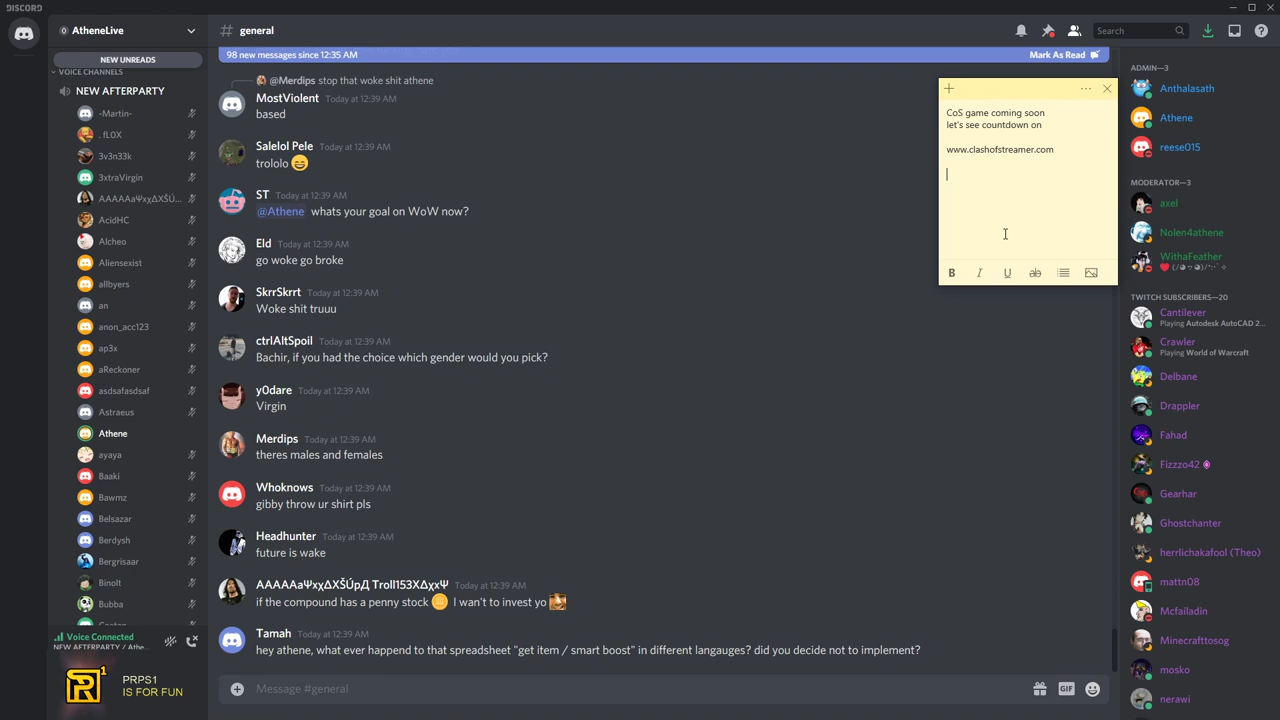 DISCORD
AtheneLive
general
Search
NEW UNREADS
98 new messages since 12:35 AM
Mark As Read
VOICE CHANNELS
NEW AFTERPARTY
-Martin-
. fL0X
3v3n33k
3xtraVirgin
AAAAAaΨxχΔXŠÚ...
AcidHC
Alcheo
Aliensexist
allbyers
an
anon_acc123
ap3x
aReckoner
asdsafasdsaf
Astraeus
Athene
ayaya
Baaki
Bawmz
Belsazar
Berdysh
Bergrisaar
Binolt
Bubba
Voice Connected
NEW AFTERPARTY / Athe...
PRPS1
IS FOR FUN
@Merdips stop that woke shit athene
MostViolent Today at 12:39 AM
based
Salelol Pele Today at 12:39 AM
trololo
ST Today at 12:39 AM
@Athene whats your goal on WoW now?
Eld Today at 12:39 AM
go woke go broke
SkrrSkrrt Today at 12:39 AM
Woke shit truuu
ctrlAltSpoil Today at 12:39 AM
Bachir, if you had the choice which gender would you pick?
y0dare Today at 12:39 AM
Virgin
Merdips Today at 12:39 AM
theres males and females
Whoknows Today at 12:39 AM
gibby throw ur shirt pls
Headhunter Today at 12:39 AM
future is wake
AAAAAaΨxχΔXŠÚpД Troll153XΔχxΨ Today at 12:39 AM
if the compound has a penny stock I wan't to invest yo
Tamah Today at 12:39 AM
hey athene, what ever happend to that spreadsheet "get item / smart boost" in different langauges? did you decide not to implement?
Message #general
GIF
CoS game coming soon
let's see countdown on
www.clashofstreamer.com
B I U ab
ADMIN—3
Anthalasath
Athene
reese015
MODERATOR—3
axel
Nolen4athene
WithaFeather
TWITCH SUBSCRIBERS—20
Cantilever
Playing Autodesk AutoCAD 2...
Crawler
Playing World of Warcraft
Delbane
Drappler
Fahad
Fizzzo42
Gearhar
Ghostchanter
herrlichakafool (Theo)
mattn08
Mcfailadin
Minecrafttosog
mosko
nerawi